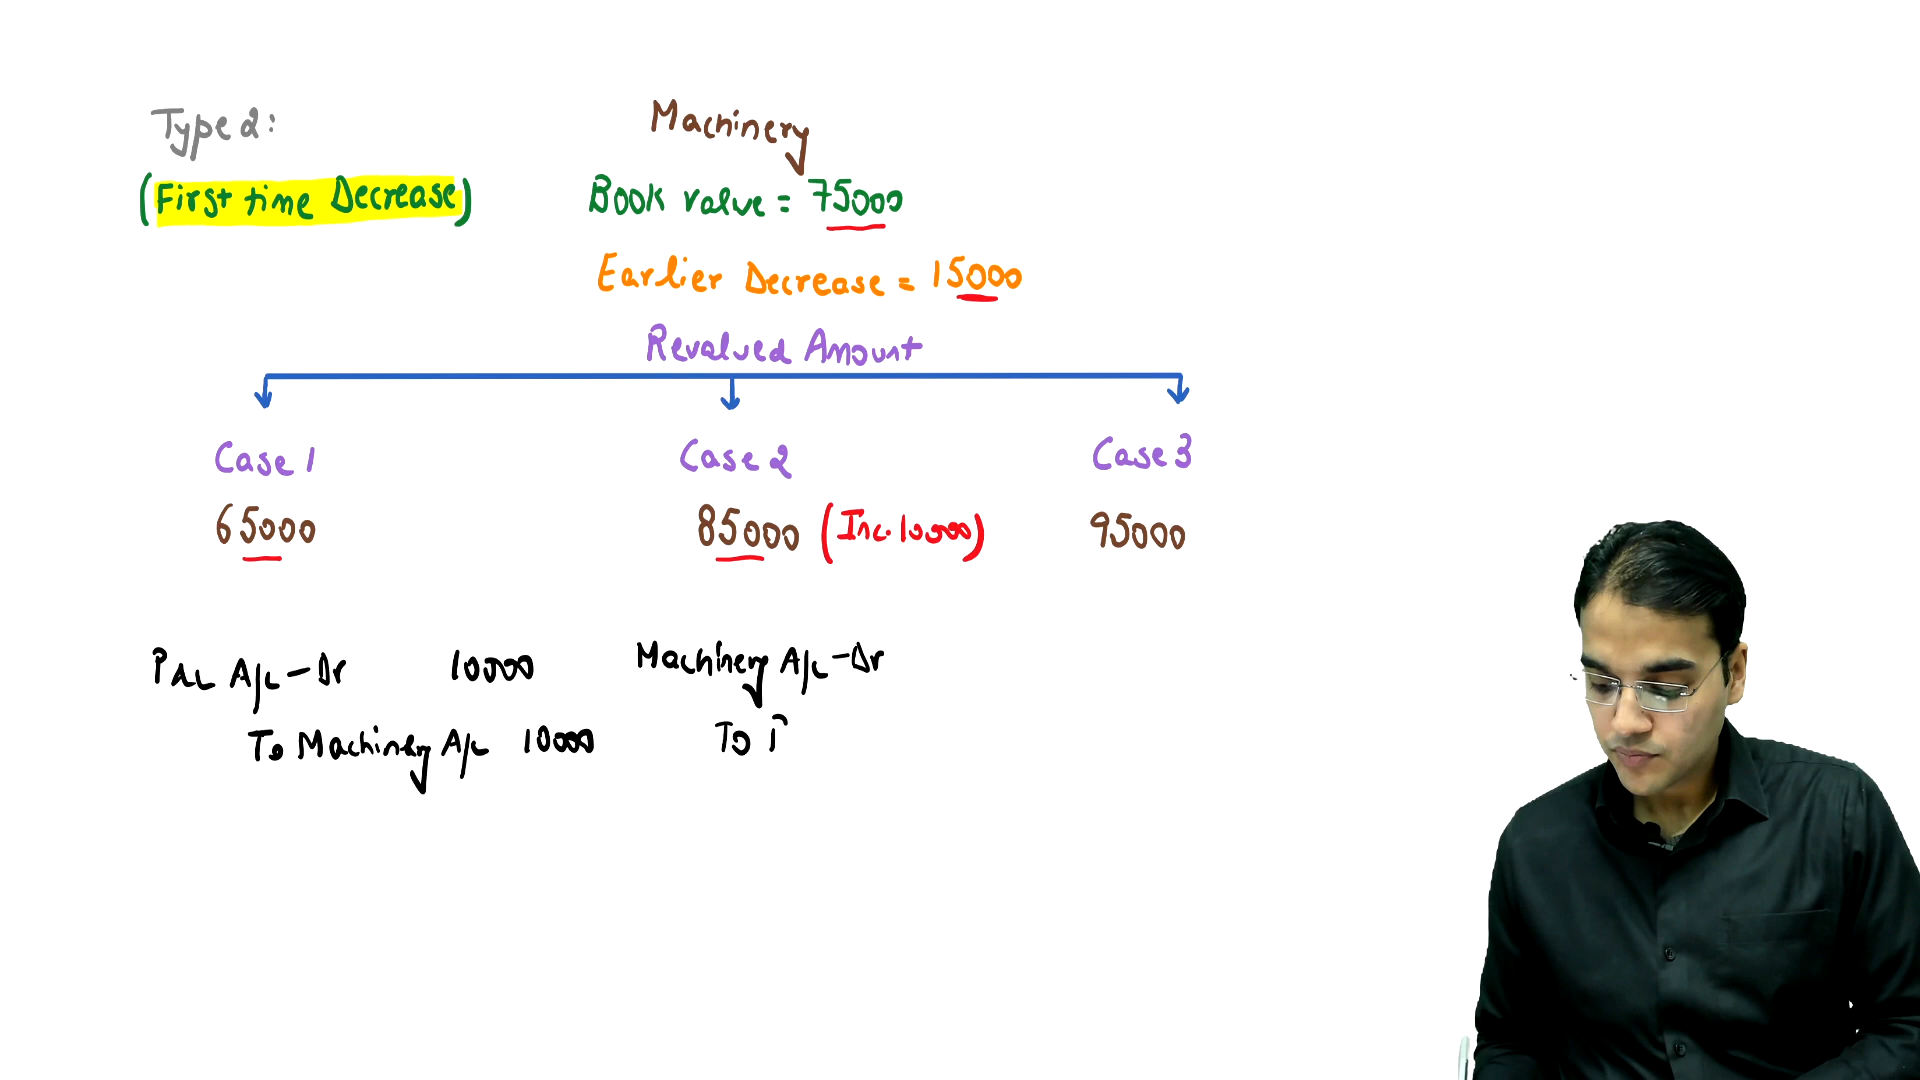 Type 2:
(First time Decrease)
Machinery
Book value = 75000
Earlier Decrease = 15000
Revalued Amount
Case 1
Case 2
Case 3
65000
85000 (Inc. 10000)
95000
P&L A/c - Dr 10000
To Machinery A/c 10000
Machinery A/c - Dr
To